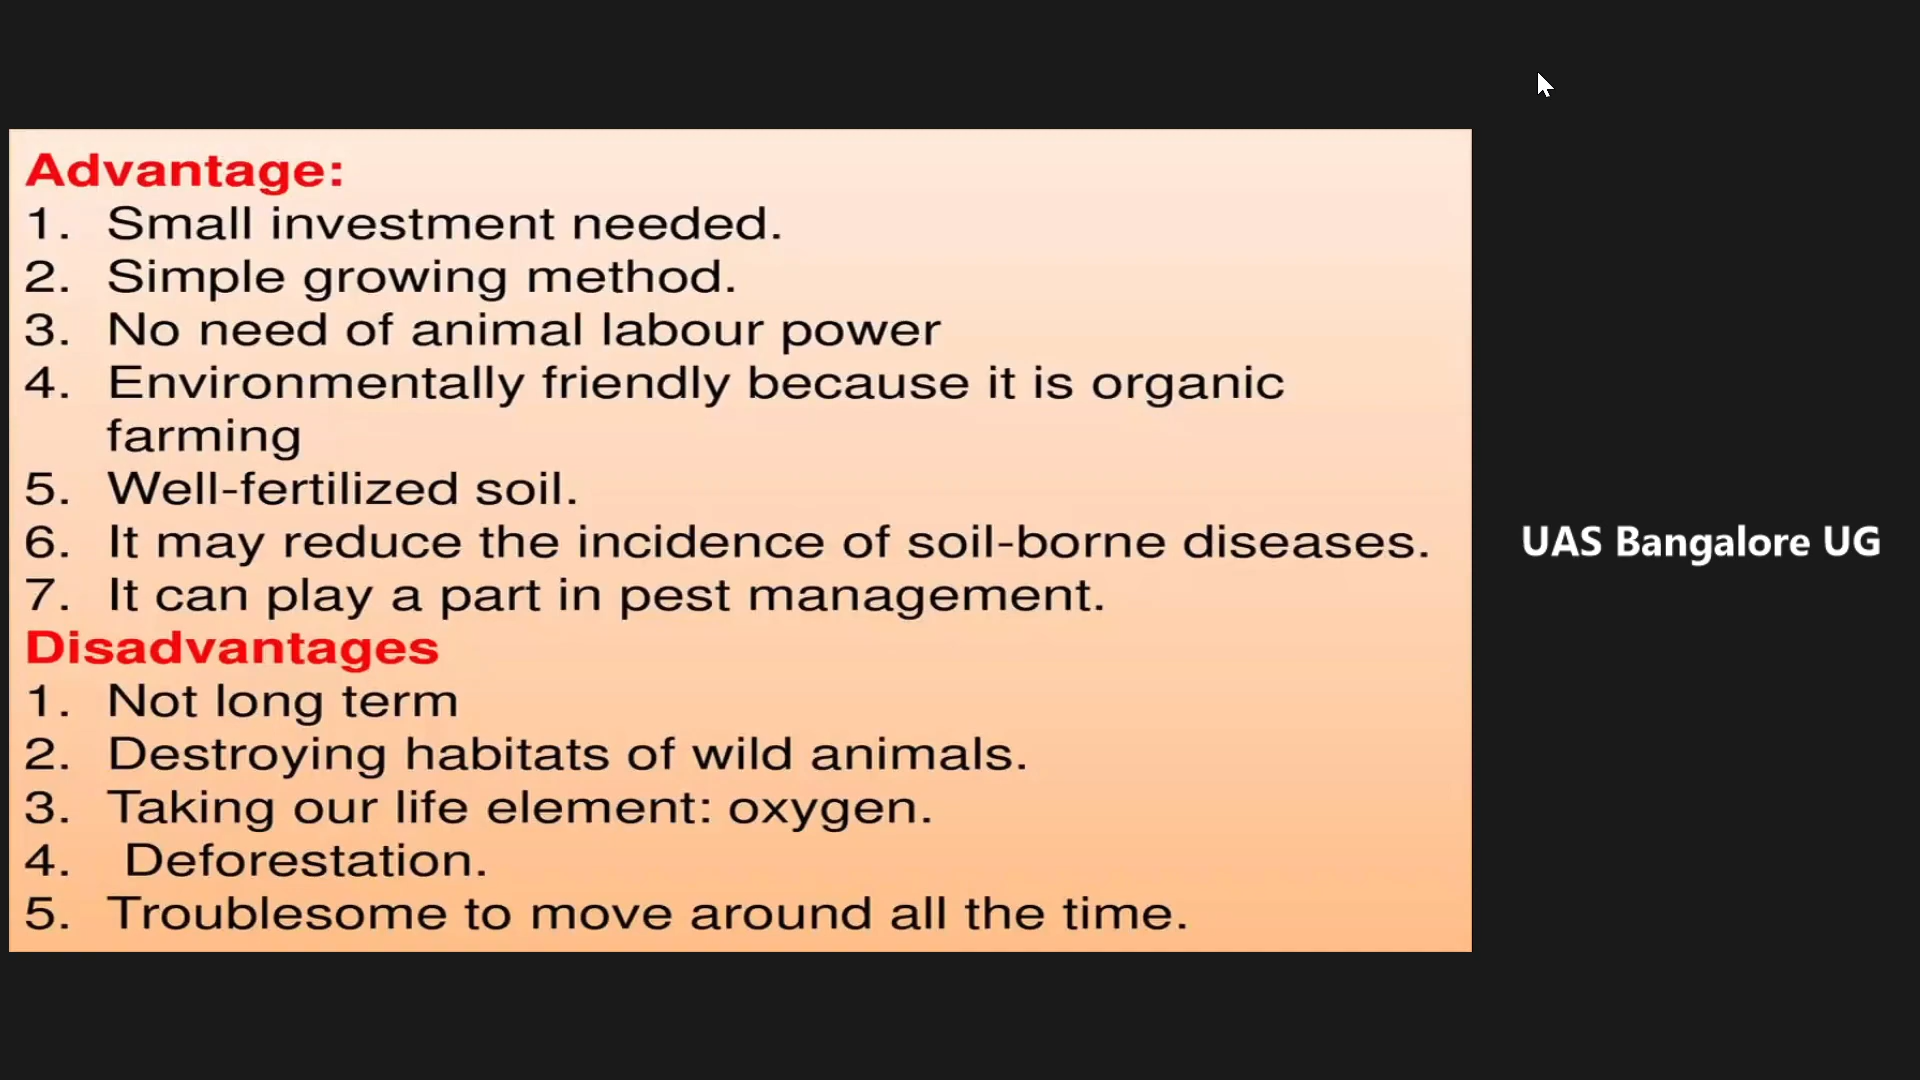 Advantage:
1. Small investment needed.
2. Simple growing method.
3. No need of animal labour power
4. Environmentally friendly because it is organic
farming
5. Well-fertilized soil.
6. It may reduce the incidence of soil-borne diseases.
7. It can play a part in pest management.
Disadvantages
1. Not long term
2. Destroying habitats of wild animals.
3. Taking our life element: oxygen.
4. Deforestation.
5. Troublesome to move around all the time.
UAS Bangalore UG